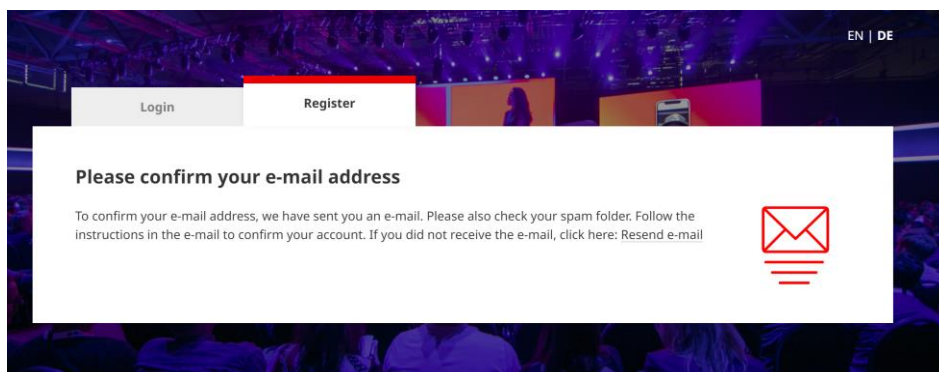 EN | DE
Login
Register
Please confirm your e-mail address
To confirm your e-mail address, we have sent you an e-mail. Please also check your spam folder. Follow the
instructions in the e-mail to confirm your account. If you did not receive the e-mail, click here: Resend e-mail